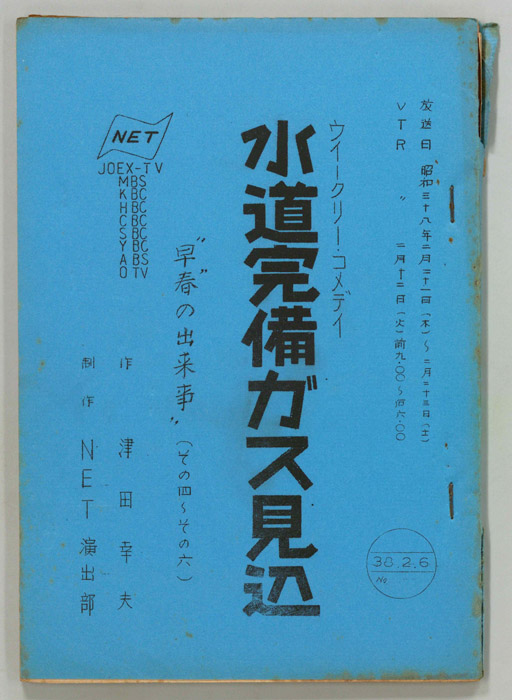 放送日 昭和三十八年二月二十一日(木)〜二月二十三日(土)
VTR 〃 二月十二日(火)前九.00〜后六.00
ウイークリー・コメディ
水道完備ガス見込
"早春"の出来事"(その四〜その六)
作 津田幸夫
制作 NET演出部
NET
JOEX-TV
MBS
KBC
HBC
CBC
SBC
YBC
ABS
OTV
38.2.6
No